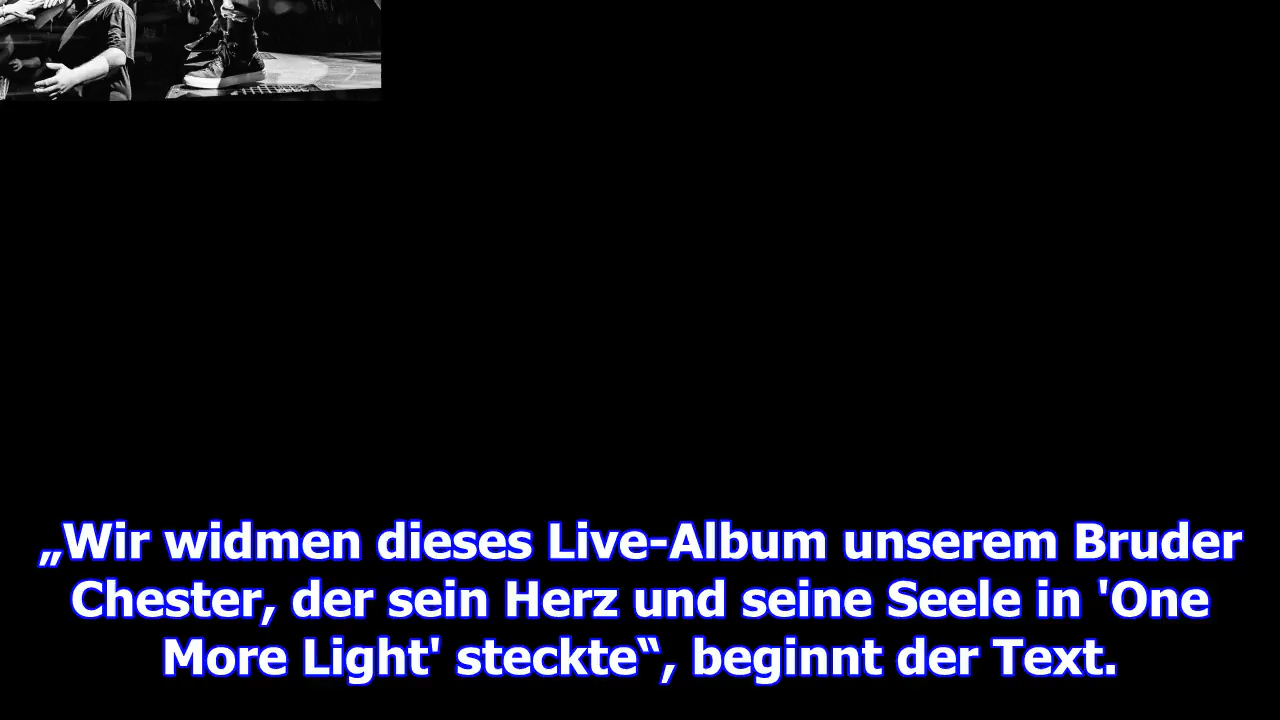 „Wir widmen dieses Live-Album unserem Bruder
Chester, der sein Herz und seine Seele in 'One
More Light' steckte“, beginnt der Text.